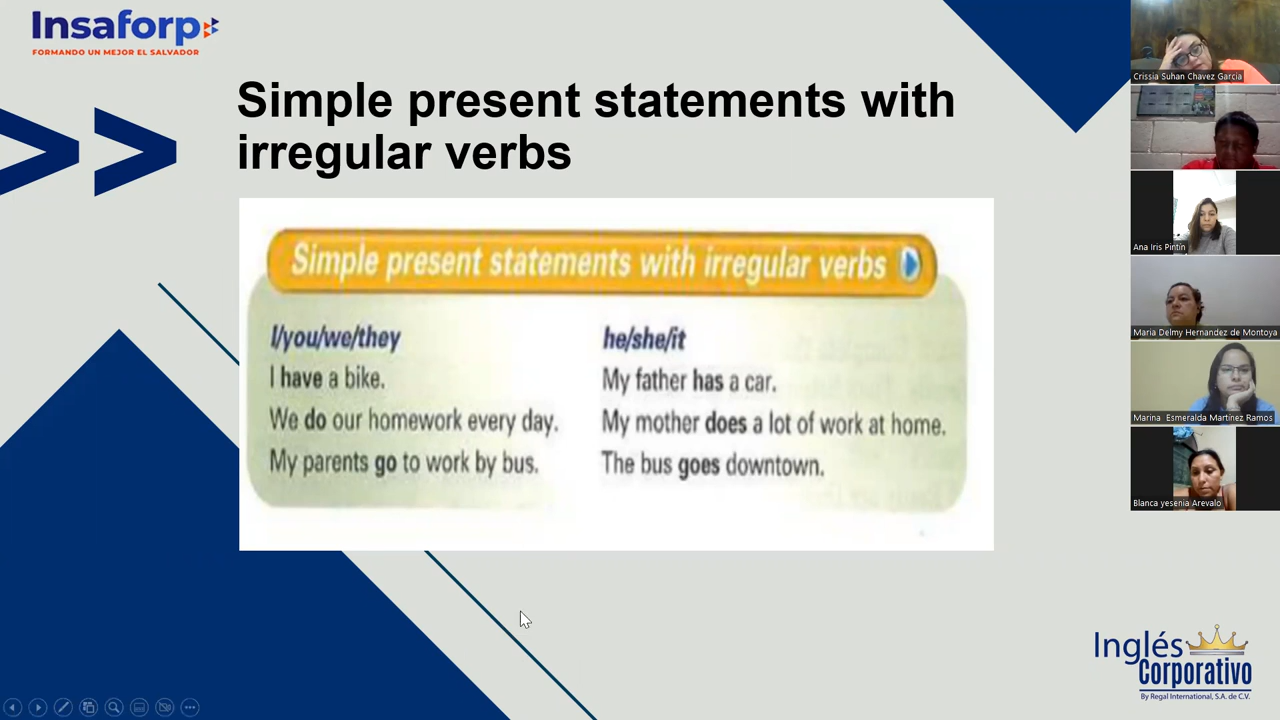 Insaforp
FORMANDO UN MEJOR EL SALVADOR
Simple present statements with
irregular verbs
Simple present statements with irregular verbs
I/you/we/they
I have a bike.
We do our homework every day.
My parents go to work by bus.
he/she/it
My father has a car.
My mother does a lot of work at home.
The bus goes downtown.
Crissia Suhan Chavez Garcia
Ana Iris Pintin
Maria Delmy Hernandez de Montoya
Marina Esmeralda Martinez Ramos
Blanca yesenia Arevalo
Inglés
Corporativo
By Regal International, S.A. de C.V.